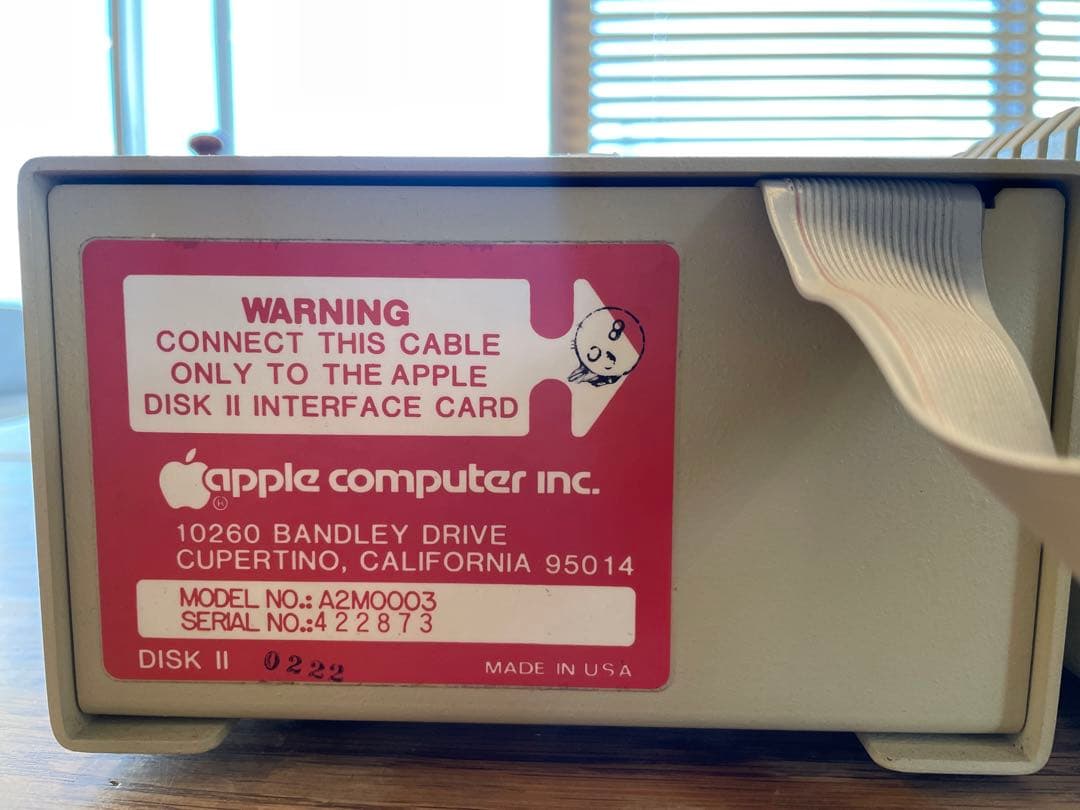 WARNING
CONNECT THIS CABLE
ONLY TO THE APPLE
DISK II INTERFACE CARD
apple computer inc.
®
10260 BANDLEY DRIVE
CUPERTINO, CALIFORNIA 95014
MODEL NO.: A2M0003
SERIAL NO.:422873
DISK II 0222 MADE IN USA